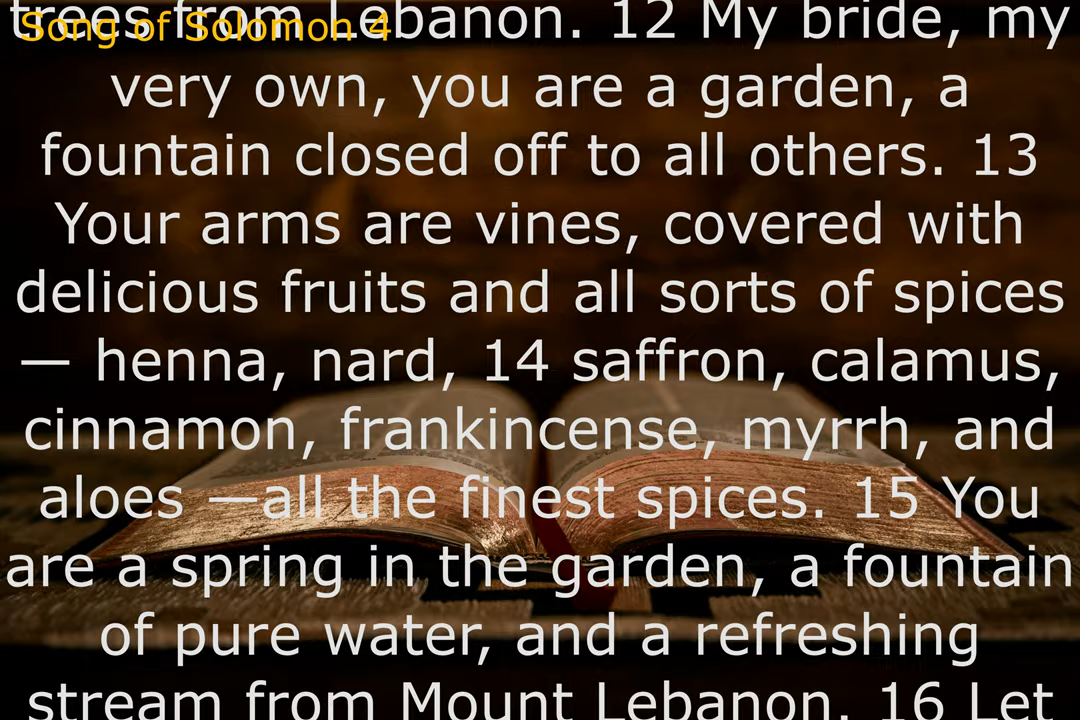 Song of Solomon 4
trees from Lebanon. 12 My bride, my
very own, you are a garden, a
fountain closed off to all others. 13
Your arms are vines, covered with
delicious fruits and all sorts of spices
— henna, nard, 14 saffron, calamus,
cinnamon, frankincense, myrrh, and
aloes —all the finest spices. 15 You
are a spring in the garden, a fountain
of pure water, and a refreshing
stream from Mount Lebanon. 16 Let